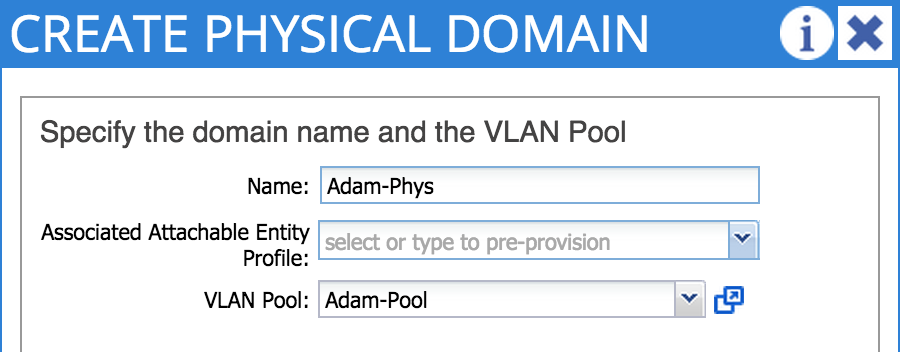 CREATE PHYSICAL DOMAIN
Specify the domain name and the VLAN Pool
Name: Adam-Phys
Associated Attachable Entity
Profile: select or type to pre-provision
VLAN Pool: Adam-Pool